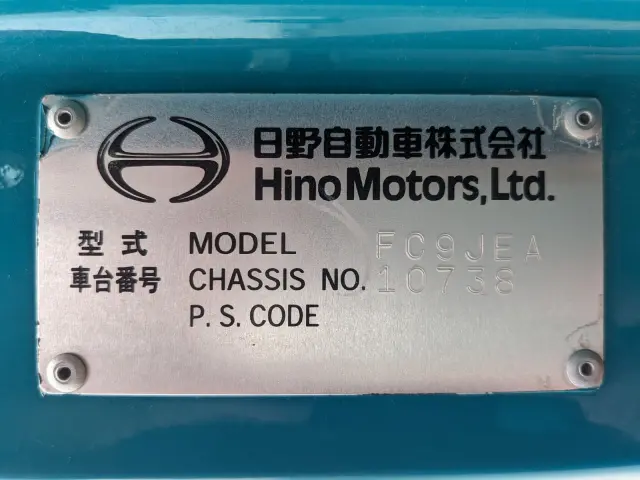 日野自動車株式会社
Hino Motors, Ltd.
型式 MODEL FC9JEA
車台番号 CHASSIS NO. 10738
P. S. CODE